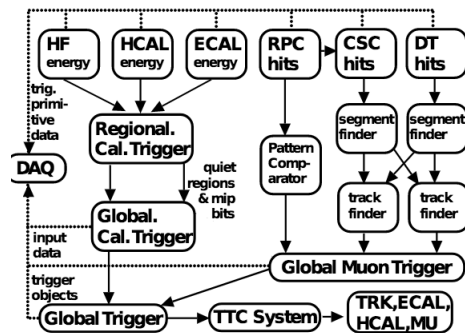 HF
energy
HCAL
energy
ECAL
energy
RPC
hits
CSC
hits
DT
hits
trig.
primi-
tive
data
Regional.
Cal. Trigger
segment
finder
segment
finder
DAQ
quiet
regions
& mip
bits
Pattern
Comp-
arator
Global.
Cal. Trigger
track
finder
track
finder
input
data
Global Muon Trigger
trigger
objects
Global Trigger
TTC System
TRK,ECAL,
HCAL,MU